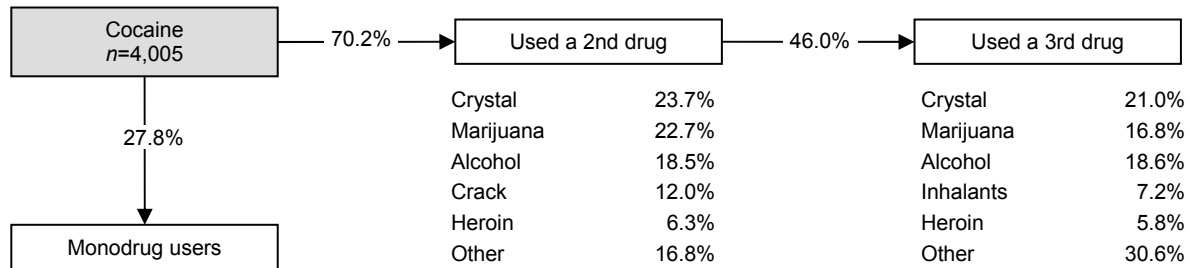 Cocaine
n=4,005
70.2%
Used a 2nd drug
46.0%
Used a 3rd drug
27.8%
Monodrug users
Crystal 23.7%
Marijuana 22.7%
Alcohol 18.5%
Crack 12.0%
Heroin 6.3%
Other 16.8%
Crystal 21.0%
Marijuana 16.8%
Alcohol 18.6%
Inhalants 7.2%
Heroin 5.8%
Other 30.6%